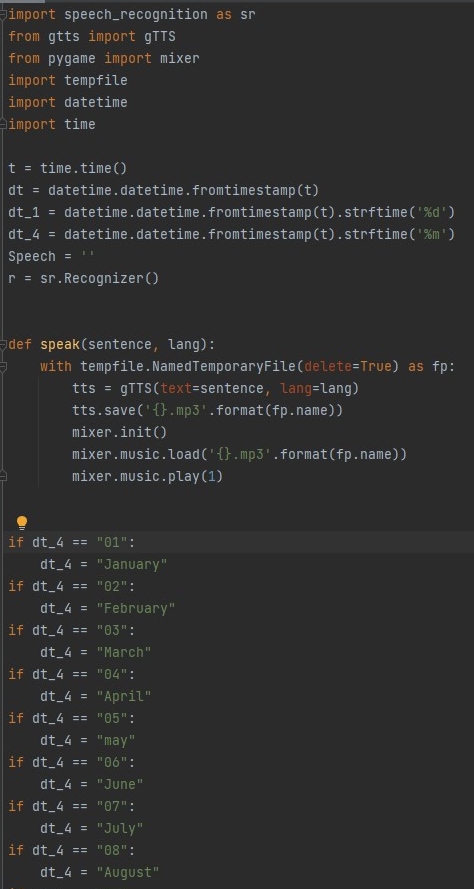 import speech_recognition as sr
from gtts import gTTS
from pygame import mixer
import tempfile
import datetime
import time
t = time.time()
dt = datetime.datetime.fromtimestamp(t)
dt_1 = datetime.datetime.fromtimestamp(t).strftime('%d')
dt_4 = datetime.datetime.fromtimestamp(t).strftime('%m')
Speech = ''
r = sr.Recognizer()
def speak(sentence, lang):
    with tempfile.NamedTemporaryFile(delete=True) as fp:
        tts = gTTS(text=sentence, lang=lang)
        tts.save('{}.mp3'.format(fp.name))
        mixer.init()
        mixer.music.load('{}.mp3'.format(fp.name))
        mixer.music.play(1)
if dt_4 == "01":
    dt_4 = "January"
if dt_4 == "02":
    dt_4 = "February"
if dt_4 == "03":
    dt_4 = "March"
if dt_4 == "04":
    dt_4 = "April"
if dt_4 == "05":
    dt_4 = "may"
if dt_4 == "06":
    dt_4 = "June"
if dt_4 == "07":
    dt_4 = "July"
if dt_4 == "08":
    dt_4 = "August"